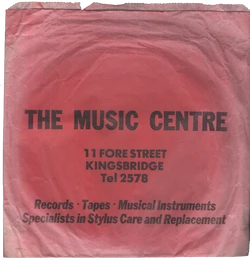 THE MUSIC CENTRE
11 FORE STREET
KINGSBRIDGE
Tel 2578
Records · Tapes · Musical Instruments
Specialists in Stylus Care and Replacement